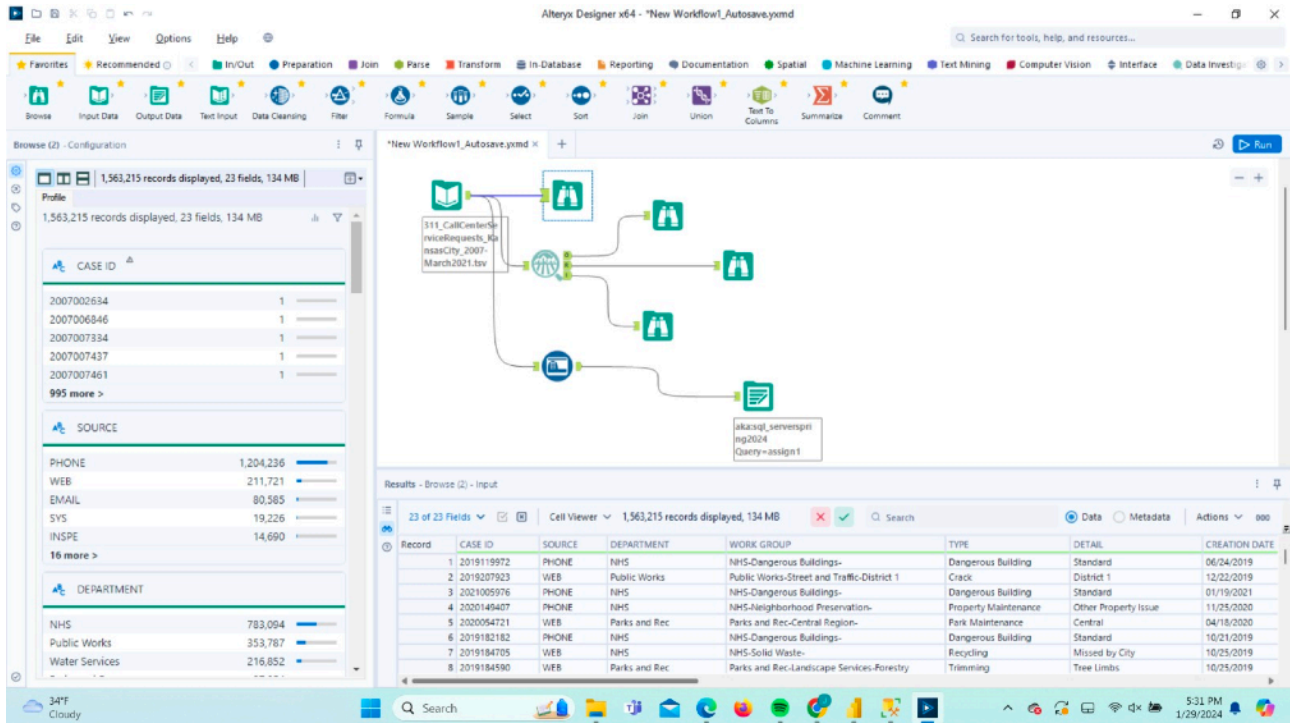 Alteryx Designer x64 - *New Workflow1_Autosave.yxmd
File Edit View Options Help
Search for tools, help, and resources...
Favorites Recommended In/Out Preparation Join Parse Transform In-Database Reporting Documentation Spatial Machine Learning Text Mining Computer Vision Interface Data Investig
Browse Input Data Output Data Text Input Data Cleansing Filter Formula Sample Select Sort Join Union Text To Columns Summarize Comment
Browse (2) - Configuration
*New Workflow1_Autosave.yxmd
Run
1,563,215 records displayed, 23 fields, 134 MB
Profile
1,563,215 records displayed, 23 fields, 134 MB
CASE ID
2007002634 1
2007006846 1
2007007334 1
2007007437 1
2007007461 1
995 more >
SOURCE
PHONE 1,204,236
WEB 211,721
EMAIL 80,585
SYS 19,226
INSPE 14,690
16 more >
DEPARTMENT
NHS 783,094
Public Works 353,787
Water Services 216,852
311_CallCenterSe
rviceRequests_Ka
nsasCity_2007-
March2021.tsv
aka:sql_serverspri
ng2024
Query=assign1
Results - Browse (2) - Input
23 of 23 Fields Cell Viewer 1,563,215 records displayed, 134 MB Search Data Metadata Actions 000
Record CASE ID SOURCE DEPARTMENT WORK GROUP TYPE DETAIL CREATION DATE
1 2019119972 PHONE NHS NHS-Dangerous Buildings- Dangerous Building Standard 06/24/2019
2 2019207923 WEB Public Works Public Works-Street and Traffic-District 1 Crack District 1 12/22/2019
3 2021005976 PHONE NHS NHS-Dangerous Buildings- Dangerous Building Standard 01/19/2021
4 2020149407 PHONE NHS NHS-Neighborhood Preservation- Property Maintenance Other Property Issue 11/25/2020
5 2020054721 WEB Parks and Rec Parks and Rec-Central Region- Park Maintenance Central 04/18/2020
6 2019182182 PHONE NHS NHS-Dangerous Buildings- Dangerous Building Standard 10/21/2019
7 2019184705 WEB NHS NHS-Solid Waste- Recycling Missed by City 10/25/2019
8 2019184590 WEB Parks and Rec Parks and Rec-Landscape Services-Forestry Trimming Tree Limbs 10/25/2019
34°F
Cloudy
Search
5:31 PM
1/29/2024